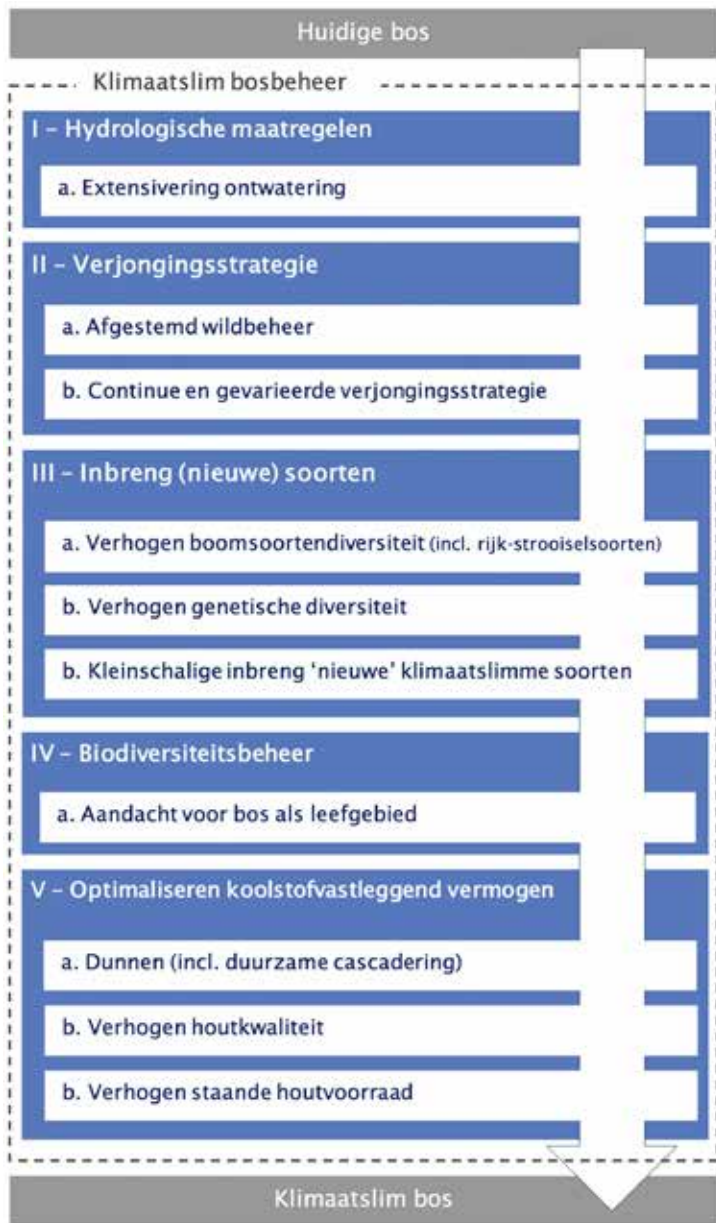 Huidige bos
Klimaatslim bosbeheer
I – Hydrologische maatregelen
a. Extensivering ontwatering
II – Verjongingsstrategie
a. Afgestemd wildbeheer
b. Continue en gevarieerde verjongingsstrategie
III – Inbreng (nieuwe) soorten
a. Verhogen boomsoortendiversiteit (incl. rijk-strooiselsoorten)
b. Verhogen genetische diversiteit
b. Kleinschalige inbreng ‘nieuwe’ klimaatslimme soorten
IV – Biodiversiteitsbeheer
a. Aandacht voor bos als leefgebied
V – Optimaliseren koolstofvastleggend vermogen
a. Dunnen (incl. duurzame cascadering)
b. Verhogen houtkwaliteit
b. Verhogen staande houtvoorraad
Klimaatslim bos